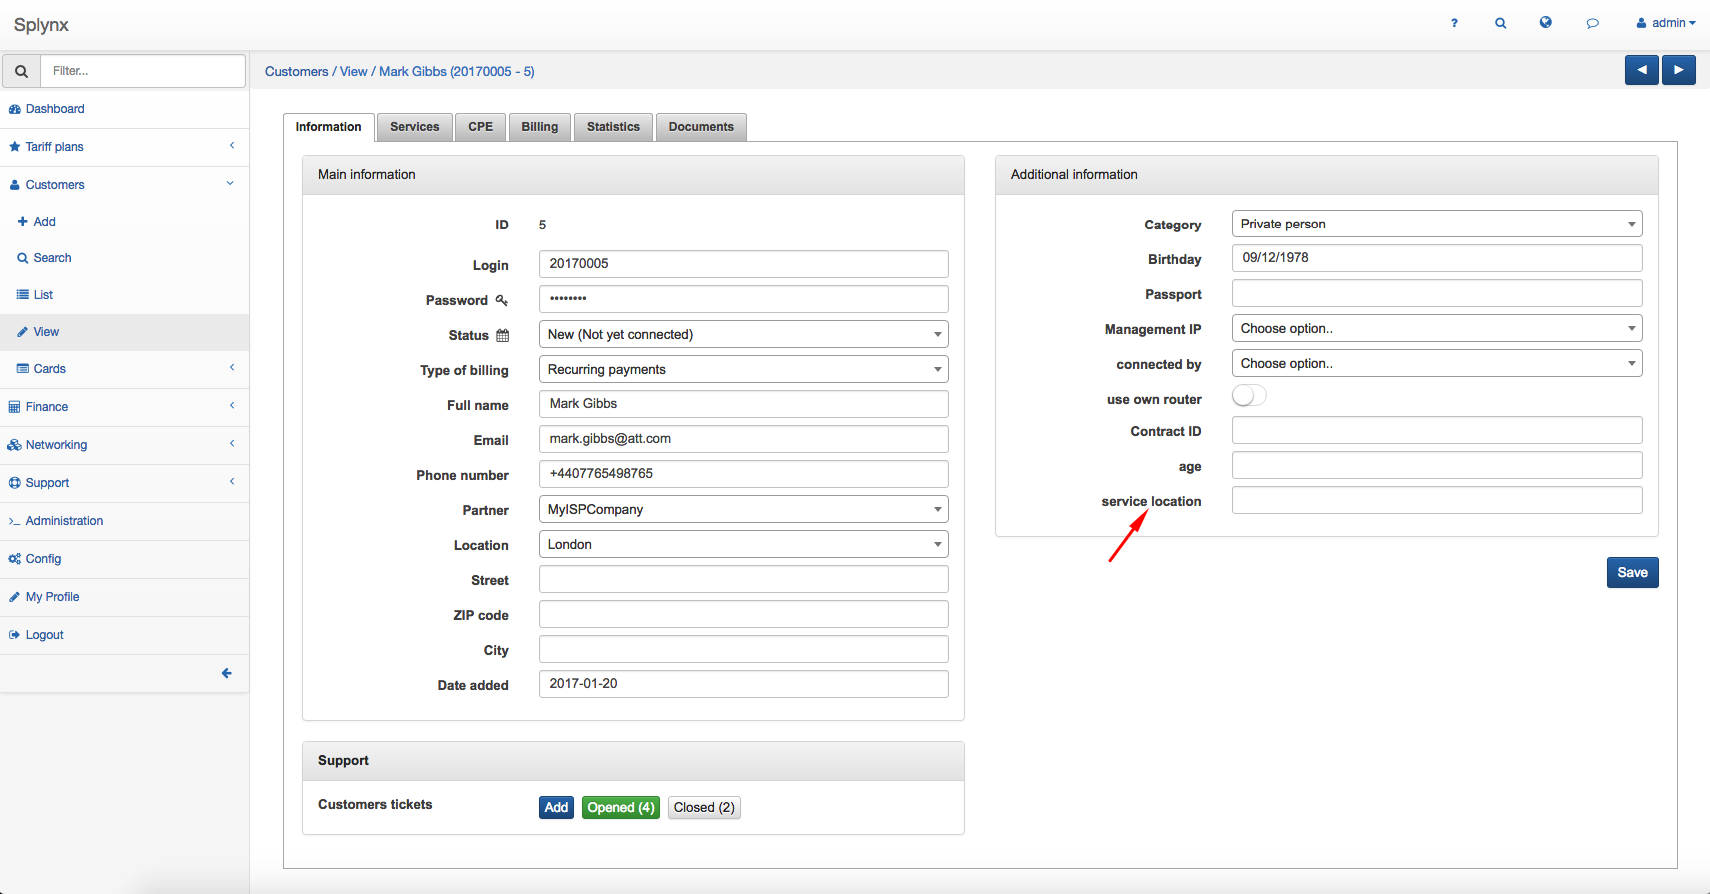 Splynx
? admin
Filter...
Customers / View / Mark Gibbs (20170005 - 5)
Dashboard
Tariff plans
Customers
Add
Search
List
View
Cards
Finance
Networking
Support
Administration
Config
My Profile
Logout
Information Services CPE Billing Statistics Documents
Main information
ID 5
Login 20170005
Password ••••••••
Status New (Not yet connected)
Type of billing Recurring payments
Full name Mark Gibbs
Email mark.gibbs@att.com
Phone number +4407765498765
Partner MyISPCompany
Location London
Street
ZIP code
City
Date added 2017-01-20
Support
Customers tickets Add Opened (4) Closed (2)
Additional information
Category Private person
Birthday 09/12/1978
Passport
Management IP Choose option..
connected by Choose option..
use own router
Contract ID
age
service location
Save